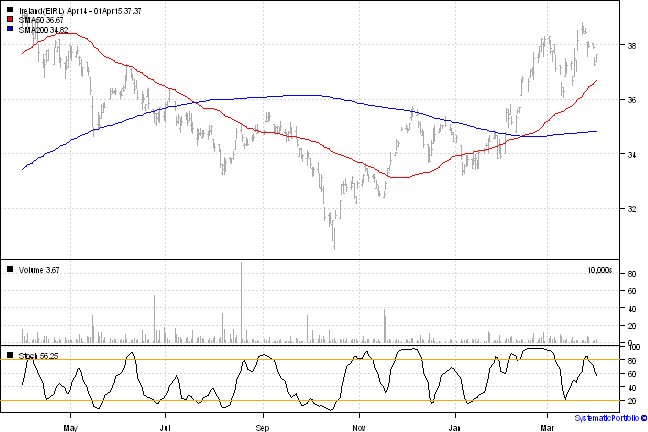 Ireland(EIRL) Apr14 - 01Apr15 37.37
SMA50 36.67
SMA200 34.82
38
36
34
32
Volume 3.67
10,000s
80
60
40
20
0
Stoch 56.25
100
80
60
40
20
May Jul Sep Nov Jan Mar
SystematicPortfolio ©